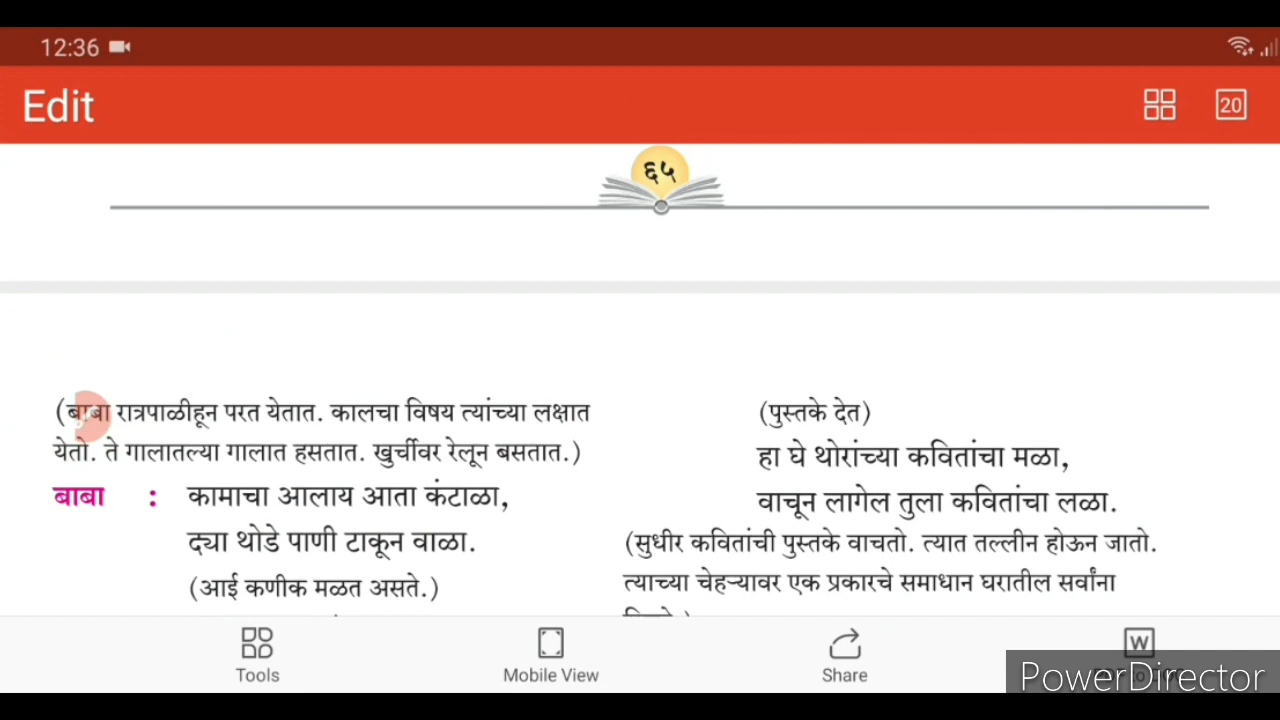 12:36
Edit
20
६५
(बाबा रात्रपाळीहून परत येतात. कालचा विषय त्यांच्या लक्षात
येतो. ते गालातल्या गालात हसतात. खुर्चीवर रेलून बसतात.)
बाबा : कामाचा आलाय आता कंटाळा,
द्या थोडे पाणी टाकून वाळा.
(आई कणीक मळत असते.)
(पुस्तके देत)
हा घे थोरांच्या कवितांचा मळा,
वाचून लागेल तुला कवितांचा लळा.
(सुधीर कवितांची पुस्तके वाचतो. त्यात तल्लीन होऊन जातो.
त्याच्या चेहऱ्यावर एक प्रकारचे समाधान घरातील सर्वांना
Tools
Mobile View
Share
W
PowerDirector